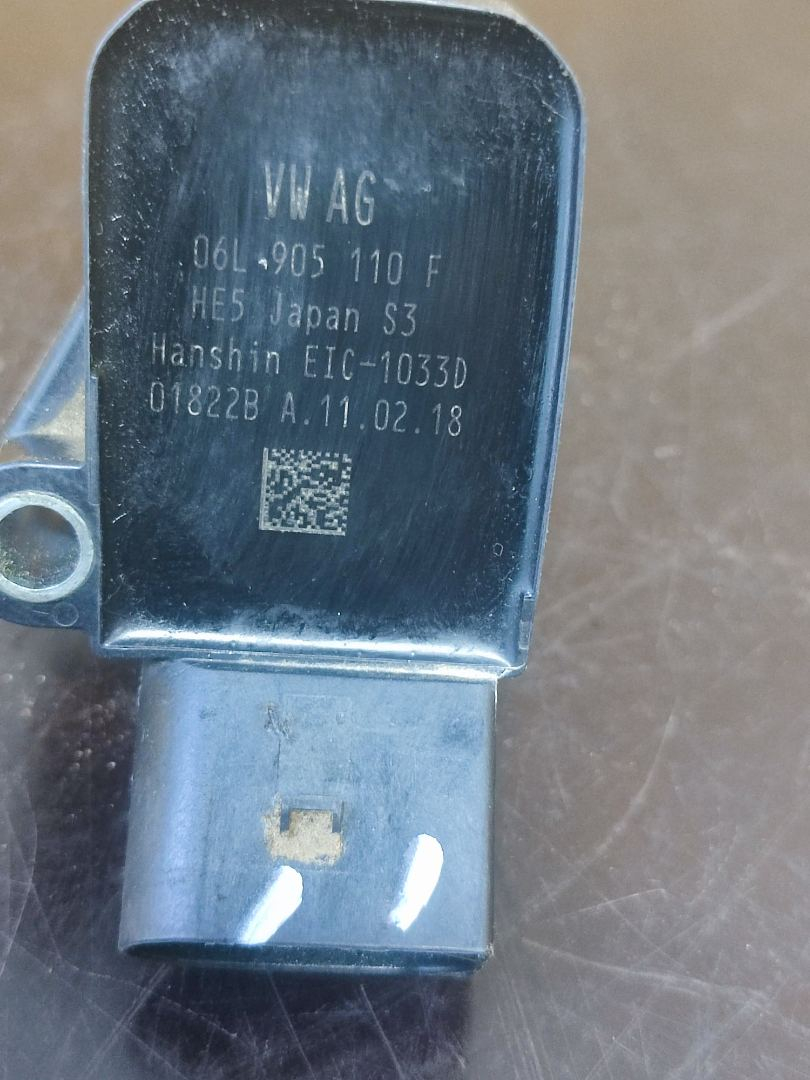 VW AG
06L 905 110 F
HE5 Japan S3
Hanshin EIC-1033D
01822B A.11.02.18